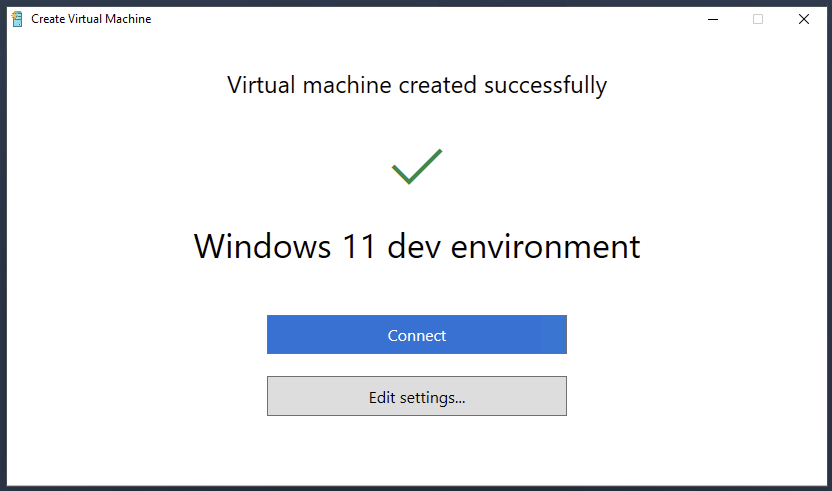 Create Virtual Machine
Virtual machine created successfully
Windows 11 dev environment
Connect
Edit settings...